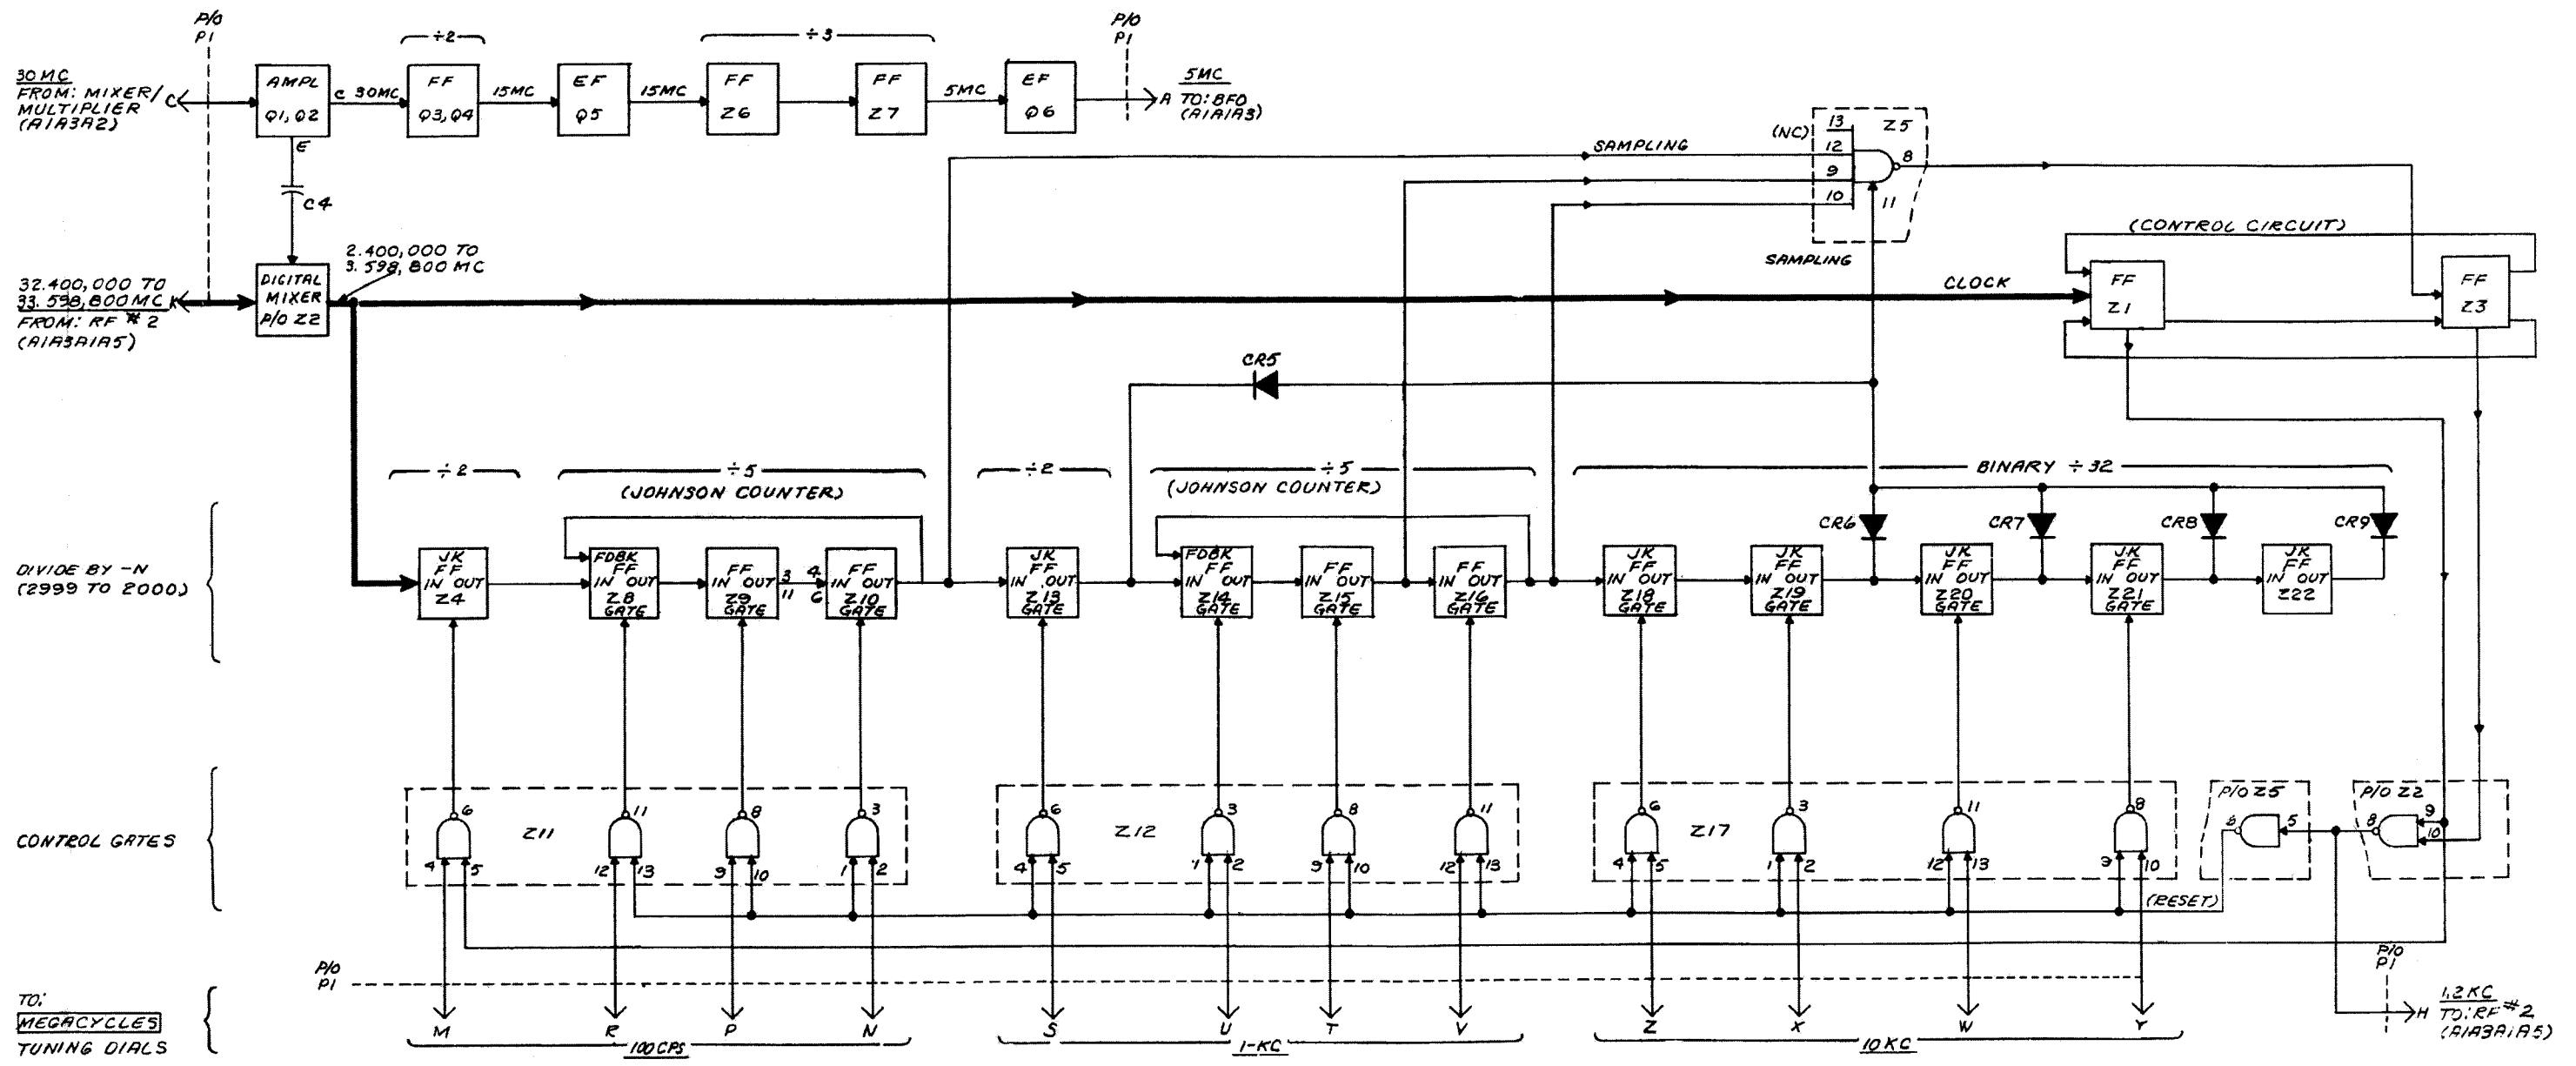 P/O
P1
÷2
÷3
P/O
P1
30 MC
FROM: MIXER/
MULTIPLIER
(A1A3A2)
C
AMPL
Q1, Q2
C 30MC
FF
Q3, Q4
15MC
EF
Q5
15MC
FF
Z6
FF
Z7
5MC
EF
Q6
A
5MC
TO: BFO
(A1A1A3)
E
C4
SAMPLING
(NC)
13
12
9
10
11
8
Z5
SAMPLING
(CONTROL CIRCUIT)
2.400,000 TO
3.598,800 MC
32.400,000 TO
33.598,800 MC K
FROM: RF #2
(A1A3A1A5)
DIGITAL
MIXER
P/O Z2
CLOCK
FF
Z1
FF
Z3
CR5
÷2
÷5
(JOHNSON COUNTER)
÷2
÷5
(JOHNSON COUNTER)
BINARY ÷32
CR6
CR7
CR8
CR9
DIVIDE BY -N
(2999 TO 2000)
JK
FF
IN OUT
Z4
FDBK
FF
IN OUT
Z8
GATE
FF
IN OUT
Z9
GATE
3
11
4
6
FF
IN OUT
Z10
GATE
JK
FF
IN OUT
Z13
GATE
FDBK
FF
IN OUT
Z14
GATE
FF
IN OUT
Z15
GATE
FF
IN OUT
Z16
GATE
JK
FF
IN OUT
Z18
GATE
JK
FF
IN OUT
Z19
GATE
JK
FF
IN OUT
Z20
GATE
JK
FF
IN OUT
Z21
GATE
JK
FF
IN OUT
Z22
CONTROL GATES
6
4
5
Z11
11
12
13
8
9
10
3
1
2
6
4
5
Z12
3
1
2
8
9
10
11
12
13
6
4
5
Z17
3
1
2
11
12
13
8
9
10
P/O Z5
5
P/O Z2
8
9
10
(RESET)
P/O
P1
P/O
P1
TO:
MEGACYCLES
TUNING DIALS
M
R
P
N
S
U
T
V
Z
X
W
Y
100 CPS
1-KC
10 KC
H
1.2 KC
TO: RF #2
(A1A3A1A5)